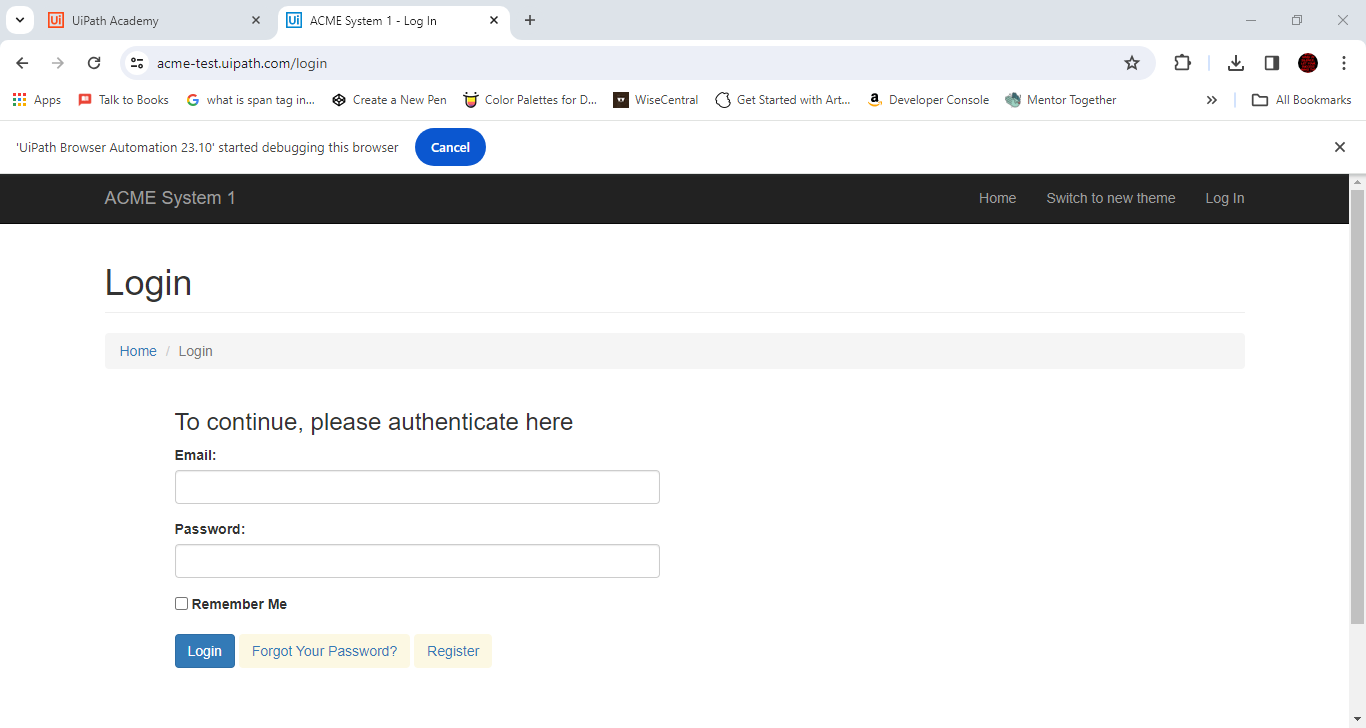 UiPath Academy
ACME System 1 - Log In
acme-test.uipath.com/login
Apps
Talk to Books
what is span tag in...
Create a New Pen
Color Palettes for D...
WiseCentral
Get Started with Art...
Developer Console
Mentor Together
All Bookmarks
'UiPath Browser Automation 23.10' started debugging this browser
Cancel
ACME System 1
Home
Switch to new theme
Log In
Login
Home / Login
To continue, please authenticate here
Email:
Password:
Remember Me
Login
Forgot Your Password?
Register